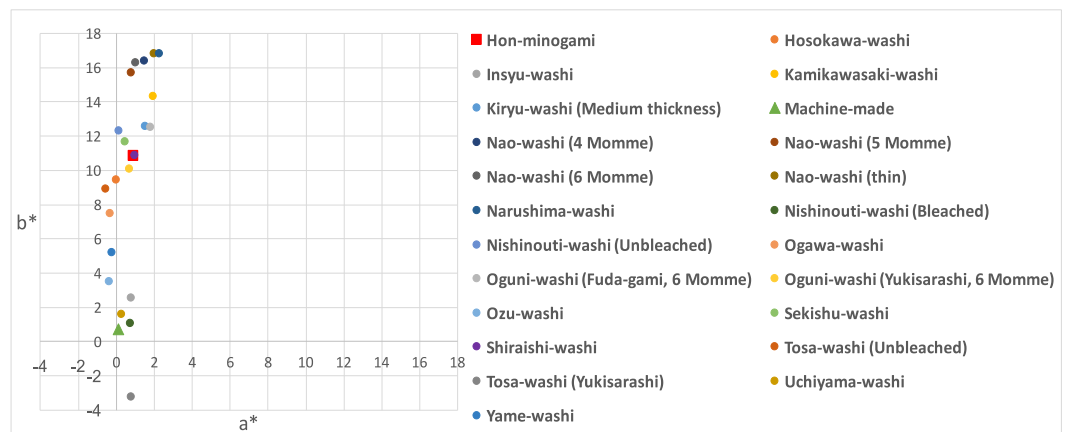 18
16
14
12
10
8
6
4
2
0
-2
-4
b*
-4 -2 0 2 4 6 8 10 12 14 16 18
a*
Hon-minogami Hosokawa-washi
Insyu-washi Kamikawasaki-washi
Kiryu-washi (Medium thickness) Machine-made
Nao-washi (4 Momme) Nao-washi (5 Momme)
Nao-washi (6 Momme) Nao-washi (thin)
Narushima-washi Nishinouti-washi (Bleached)
Nishinouti-washi (Unbleached) Ogawa-washi
Oguni-washi (Fuda-gami, 6 Momme) Oguni-washi (Yukisarashi, 6 Momme)
Ozu-washi Sekishu-washi
Shiraishi-washi Tosa-washi (Unbleached)
Tosa-washi (Yukisarashi) Uchiyama-washi
Yame-washi